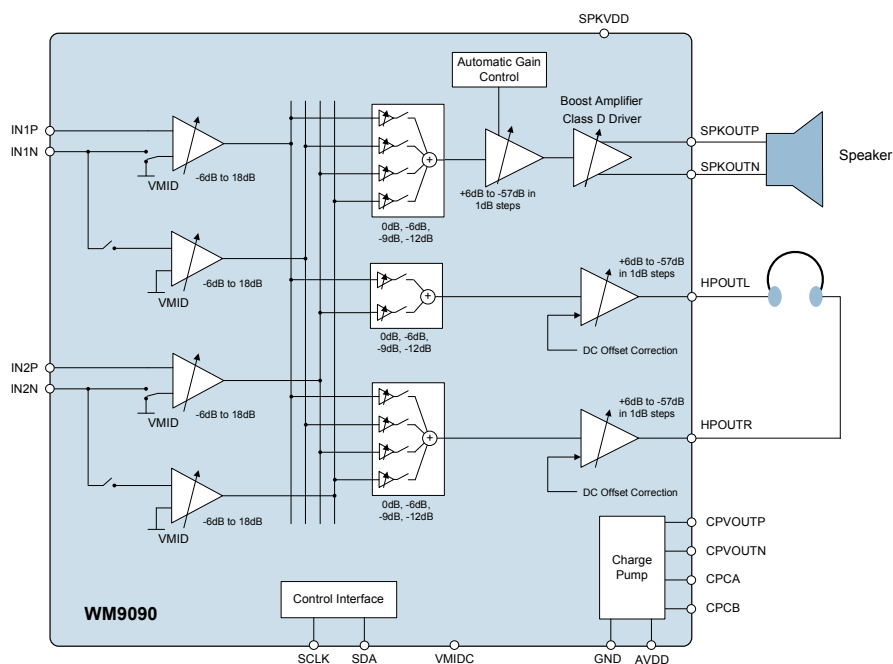 SPKVDD
Automatic Gain
Control
Boost Amplifier
Class D Driver
IN1P
IN1N
VMID
-6dB to 18dB
+
+6dB to -57dB in
1dB steps
SPKOUTP
SPKOUTN
Speaker
0dB, -6dB,
-9dB, -12dB
VMID
-6dB to 18dB
+
0dB, -6dB,
-9dB, -12dB
+6dB to -57dB
in 1dB steps
HPOUTL
DC Offset Correction
IN2P
IN2N
VMID
-6dB to 18dB
+
0dB, -6dB,
-9dB, -12dB
+6dB to -57dB
in 1dB steps
HPOUTR
DC Offset Correction
VMID
-6dB to 18dB
Charge
Pump
CPVOUTP
CPVOUTN
CPCA
CPCB
Control Interface
WM9090
SCLK
SDA
VMIDC
GND
AVDD